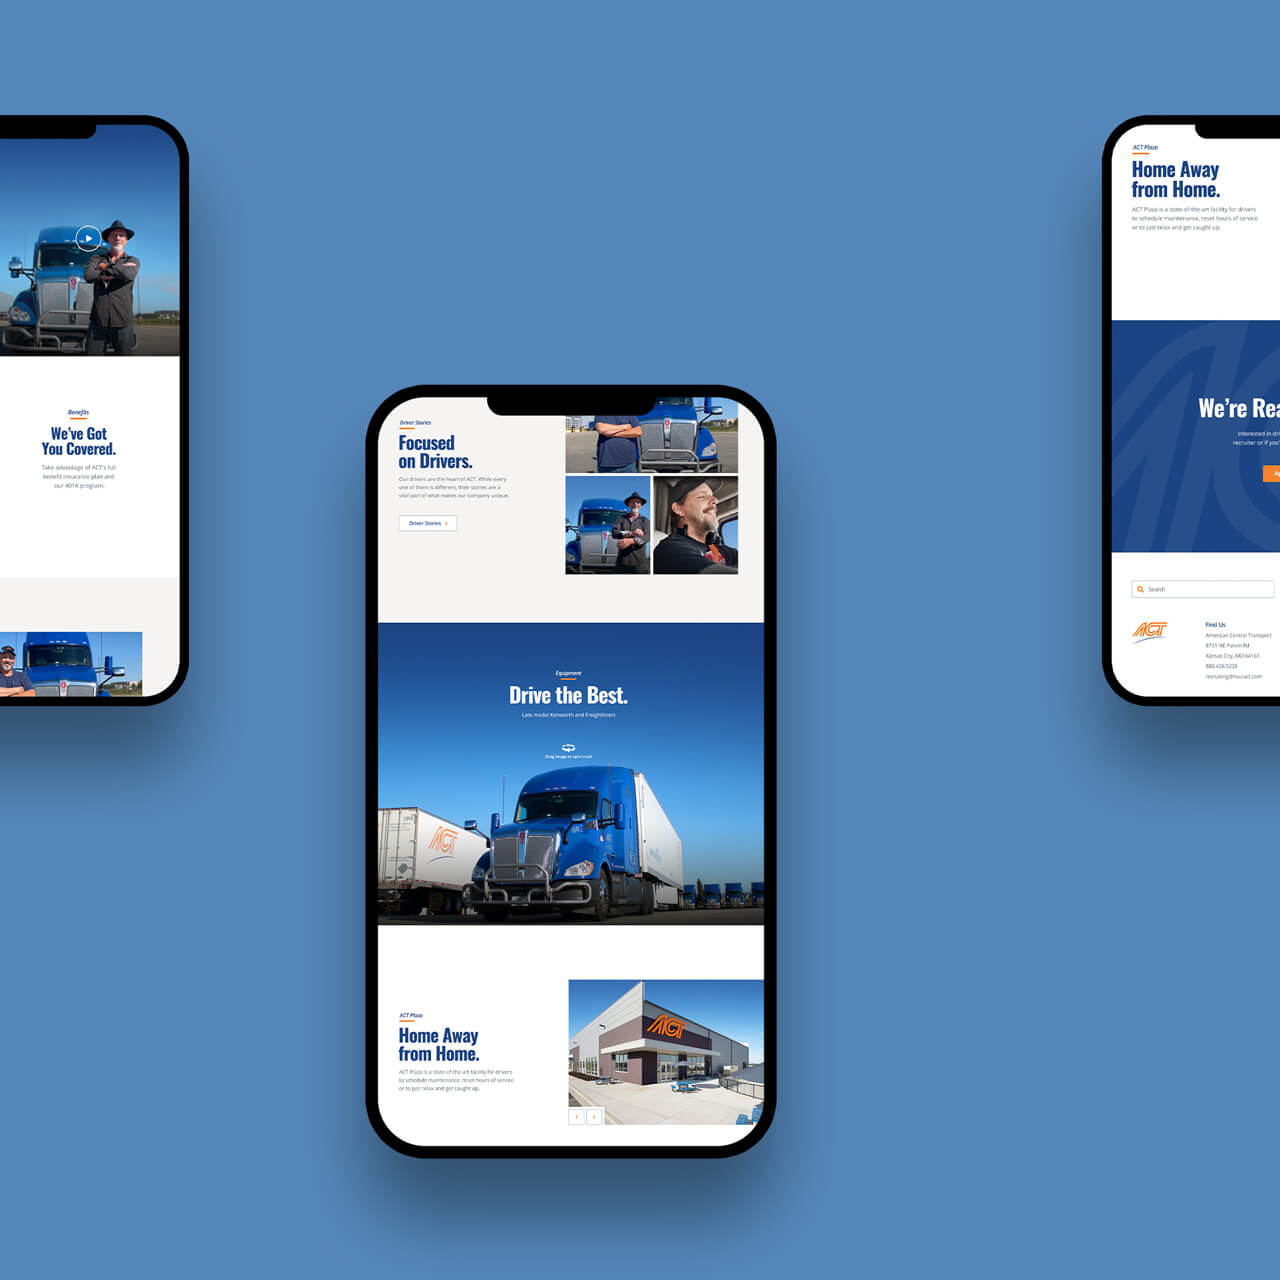 Benefits
We've Got
You Covered.
Take advantage of ACT's full
benefit insurance plan and
our 401K program.
Driver Stories
Focused
on Drivers.
Our drivers are the heart of ACT. While every
one of them is different, their stories are a
vital part of what makes our company unique.
Driver Stories
Equipment
Drive the Best.
Late model Kenworth and Freightliners
Drag image to spin truck
ACT
ACT Plaza
Home Away
from Home.
ACT Plaza is a state-of-the-art facility for drivers
to schedule maintenance, reset hours of service
or to just relax and get caught up.
ACT
ACT Plaza
Home Away
from Home.
ACT Plaza is a state-of-the-art facility for drivers
to schedule maintenance, reset hours of service
or to just relax and get caught up.
We're Rea
Interested in dri
recruiter or if you'
Search
ACT
Find Us
American Central Transport
8731 NE Parvin Rd
Kansas City, MO 64161
880.428.5228
recruiting@haulact.com